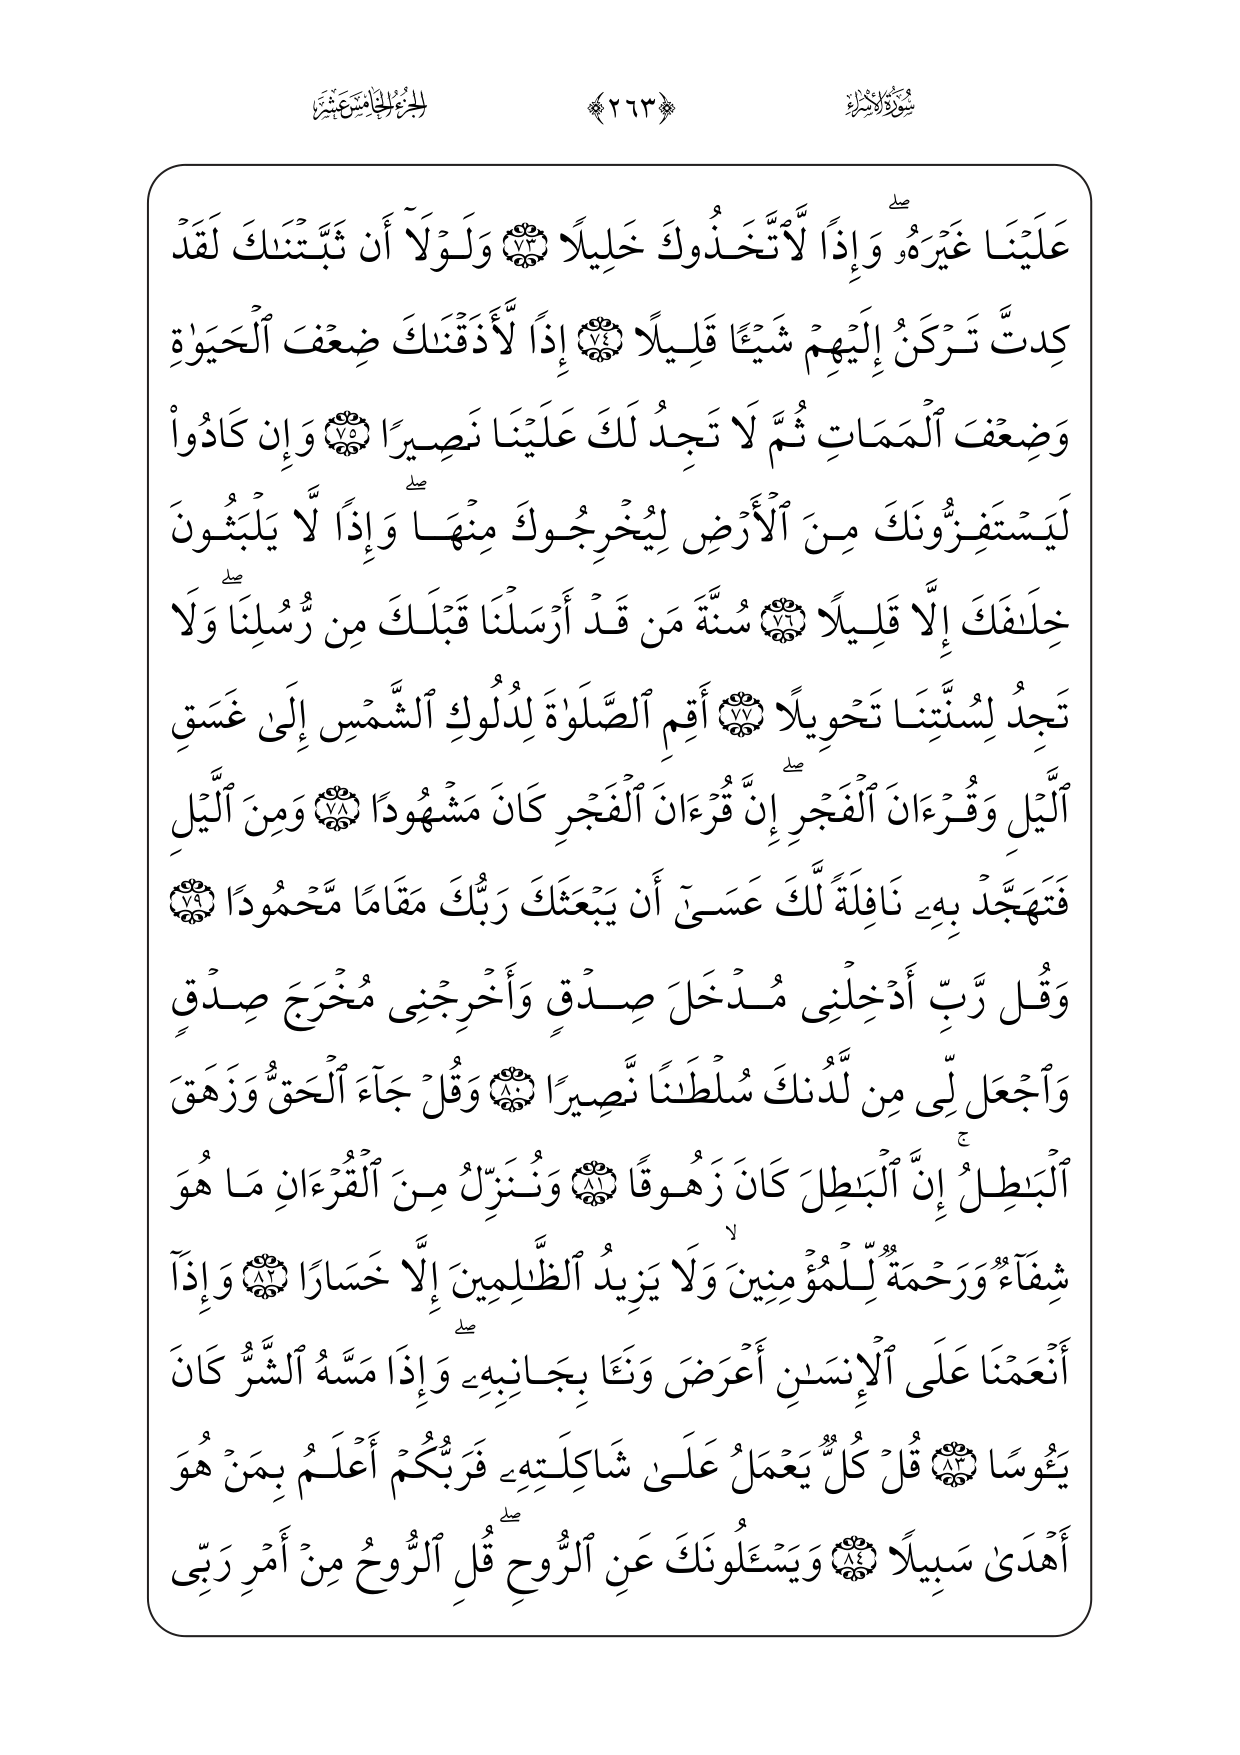 سُورَةُ الإِسْرَاءِ ﴿٢٦٣﴾ الجُزْءُ الخَامِسَ عَشَرَ
عَلَيۡنَا غَيۡرَهُۥۖ وَإِذٗا لَّٱتَّخَذُوكَ خَلِيلٗا ٧٣ وَلَوۡلَآ أَن ثَبَّتۡنَٰكَ لَقَدۡ
كِدتَّ تَرۡكَنُ إِلَيۡهِمۡ شَيۡـٔٗا قَلِيلًا ٧٤ إِذٗا لَّأَذَقۡنَٰكَ ضِعۡفَ ٱلۡحَيَوٰةِ
وَضِعۡفَ ٱلۡمَمَاتِ ثُمَّ لَا تَجِدُ لَكَ عَلَيۡنَا نَصِيرٗا ٧٥ وَإِن كَادُواْ
لَيَسۡتَفِزُّونَكَ مِنَ ٱلۡأَرۡضِ لِيُخۡرِجُوكَ مِنۡهَاۖ وَإِذٗا لَّا يَلۡبَثُونَ
خِلَٰفَكَ إِلَّا قَلِيلٗا ٧٦ سُنَّةَ مَن قَدۡ أَرۡسَلۡنَا قَبۡلَكَ مِن رُّسُلِنَاۖ وَلَا
تَجِدُ لِسُنَّتِنَا تَحۡوِيلًا ٧٧ أَقِمِ ٱلصَّلَوٰةَ لِدُلُوكِ ٱلشَّمۡسِ إِلَىٰ غَسَقِ
ٱلَّيۡلِ وَقُرۡءَانَ ٱلۡفَجۡرِۖ إِنَّ قُرۡءَانَ ٱلۡفَجۡرِ كَانَ مَشۡهُودٗا ٧٨ وَمِنَ ٱلَّيۡلِ
فَتَهَجَّدۡ بِهِۦ نَافِلَةٗ لَّكَ عَسَىٰٓ أَن يَبۡعَثَكَ رَبُّكَ مَقَامٗا مَّحۡمُودٗا ٧٩
وَقُل رَّبِّ أَدۡخِلۡنِي مُدۡخَلَ صِدۡقٖ وَأَخۡرِجۡنِي مُخۡرَجَ صِدۡقٖ
وَٱجۡعَل لِّي مِن لَّدُنكَ سُلۡطَٰنٗا نَّصِيرٗا ٨٠ وَقُلۡ جَآءَ ٱلۡحَقُّ وَزَهَقَ
ٱلۡبَٰطِلُۚ إِنَّ ٱلۡبَٰطِلَ كَانَ زَهُوقٗا ٨١ وَنُنَزِّلُ مِنَ ٱلۡقُرۡءَانِ مَا هُوَ
شِفَآءٞ وَرَحۡمَةٞ لِّلۡمُؤۡمِنِينَۙ وَلَا يَزِيدُ ٱلظَّٰلِمِينَ إِلَّا خَسَارٗا ٨٢ وَإِذَآ
أَنۡعَمۡنَا عَلَى ٱلۡإِنسَٰنِ أَعۡرَضَ وَنَـَٔا بِجَانِبِهِۦۖ وَإِذَا مَسَّهُ ٱلشَّرُّ كَانَ
يَـُٔوسٗا ٨٣ قُلۡ كُلّٞ يَعۡمَلُ عَلَىٰ شَاكِلَتِهِۦ فَرَبُّكُمۡ أَعۡلَمُ بِمَنۡ هُوَ
أَهۡدَىٰ سَبِيلٗا ٨٤ وَيَسۡـَٔلُونَكَ عَنِ ٱلرُّوحِۖ قُلِ ٱلرُّوحُ مِنۡ أَمۡرِ رَبِّي